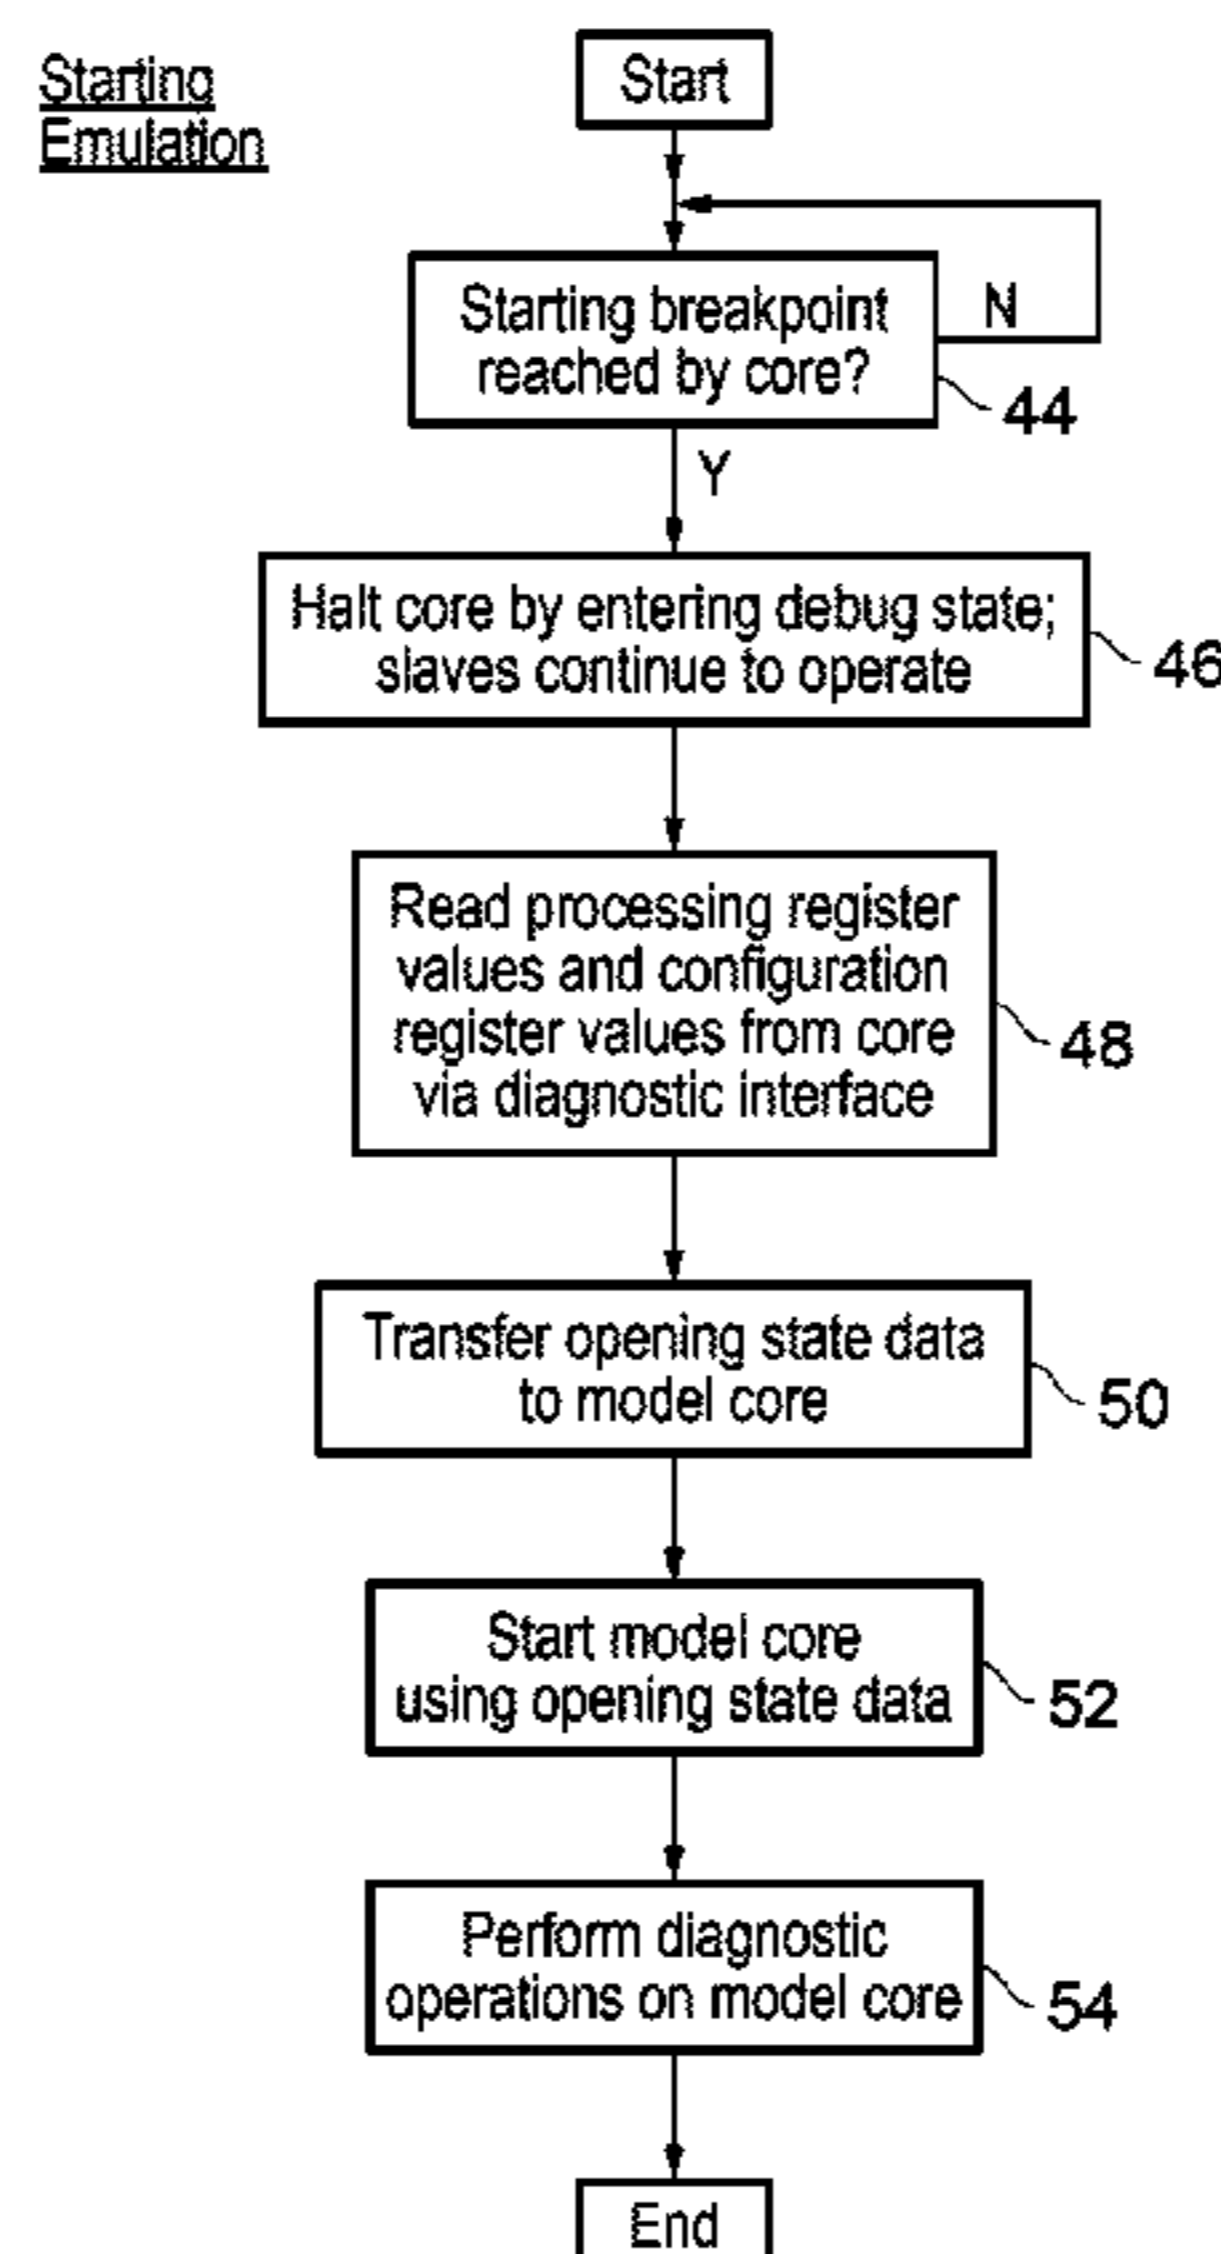 Starting
Emulation
Start
Starting breakpoint
reached by core?
N
44
Y
Halt core by entering debug state;
slaves continue to operate
46
Read processing register
values and configuration
register values from core
via diagnostic interface
48
Transfer opening state data
to model core
50
Start model core
using opening state data
52
Perform diagnostic
operations on model core
54
End